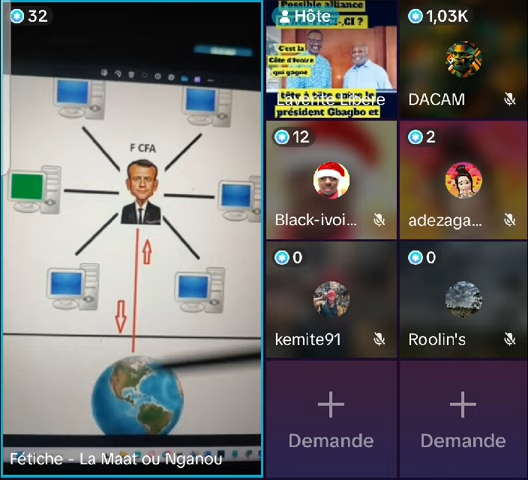 32
F CFA
Fétiche - La Maat ou Nganou
Hôte
Possible alliance
-.CI ?
C'est la
Côte d'Ivoire
qui gagne
tête à tête entre le
président Gbagbo et
LaVérité Libère
1,03K
DACAM
12
Black-ivoi...
2
adezaga...
0
kemite91
0
Roolin's
Demande
Demande